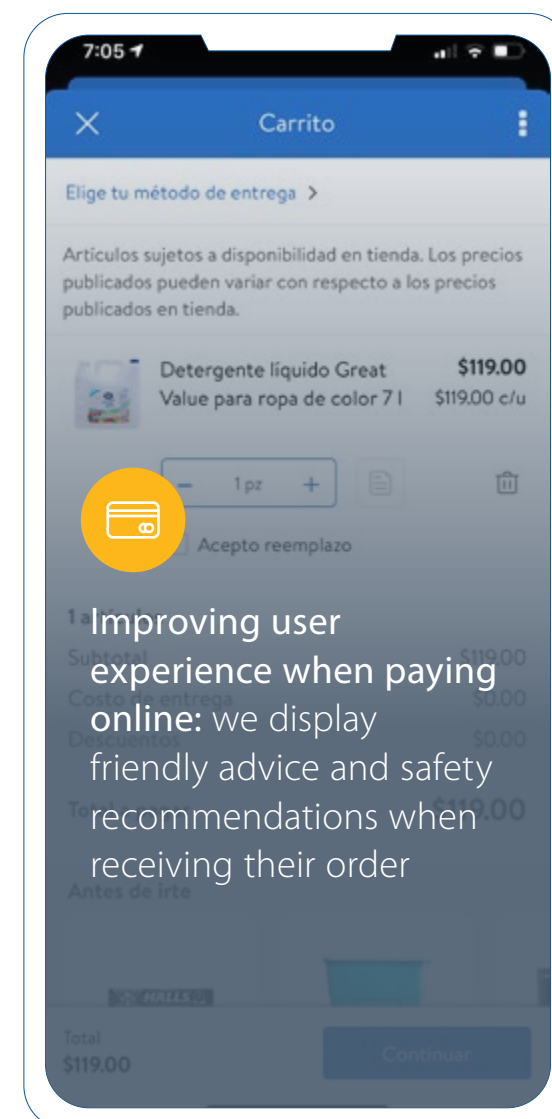 7:05
Carrito
Elige tu método de entrega >
Artículos sujetos a disponibilidad en tienda. Los precios
publicados pueden variar con respecto a los precios
publicados en tienda.
Detergente líquido Great $119.00
Value para ropa de color 7 l $119.00 c/u
- 1 pz +
Acepto reemplazo
1 artículo
Improving user
Subtotal $119.00
experience when paying
Costo de entrega $0.00
online: we display
Descuentos $0.00
friendly advice and safety
$119.00
recommendations when
receiving their order
Antes de irte
HALLS
Total
$119.00 Continuar